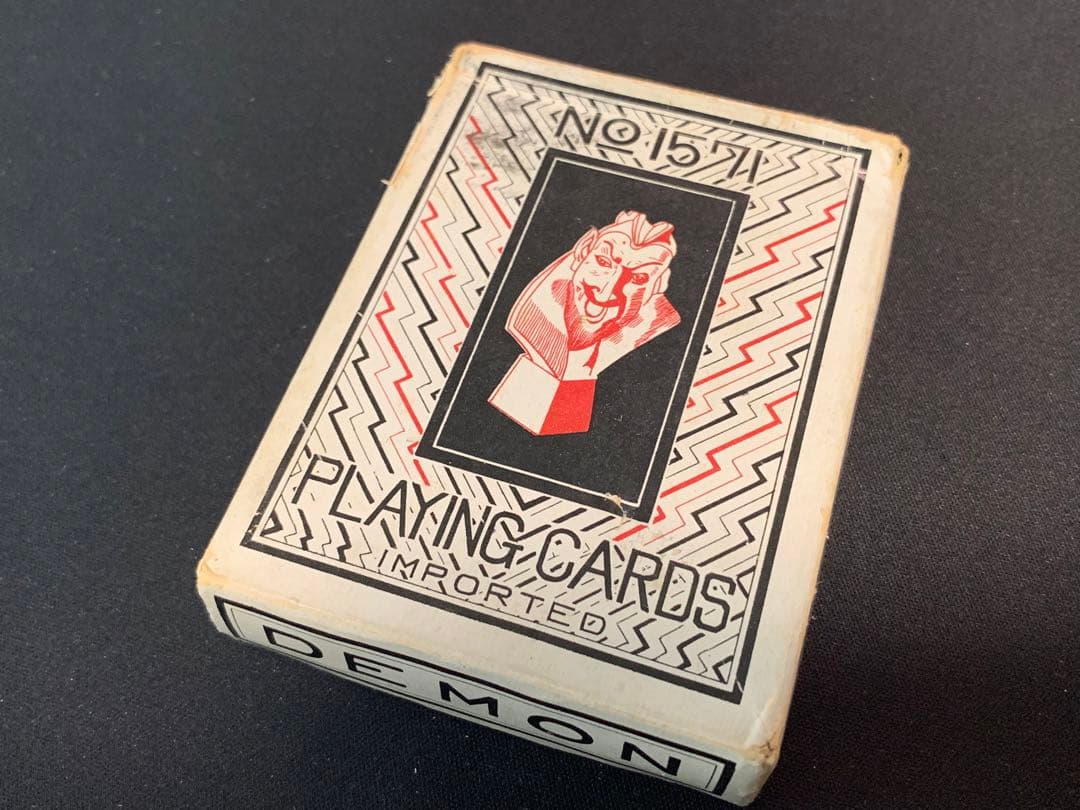 No 1571
PLAYING CARDS
IMPORTED
DEMON